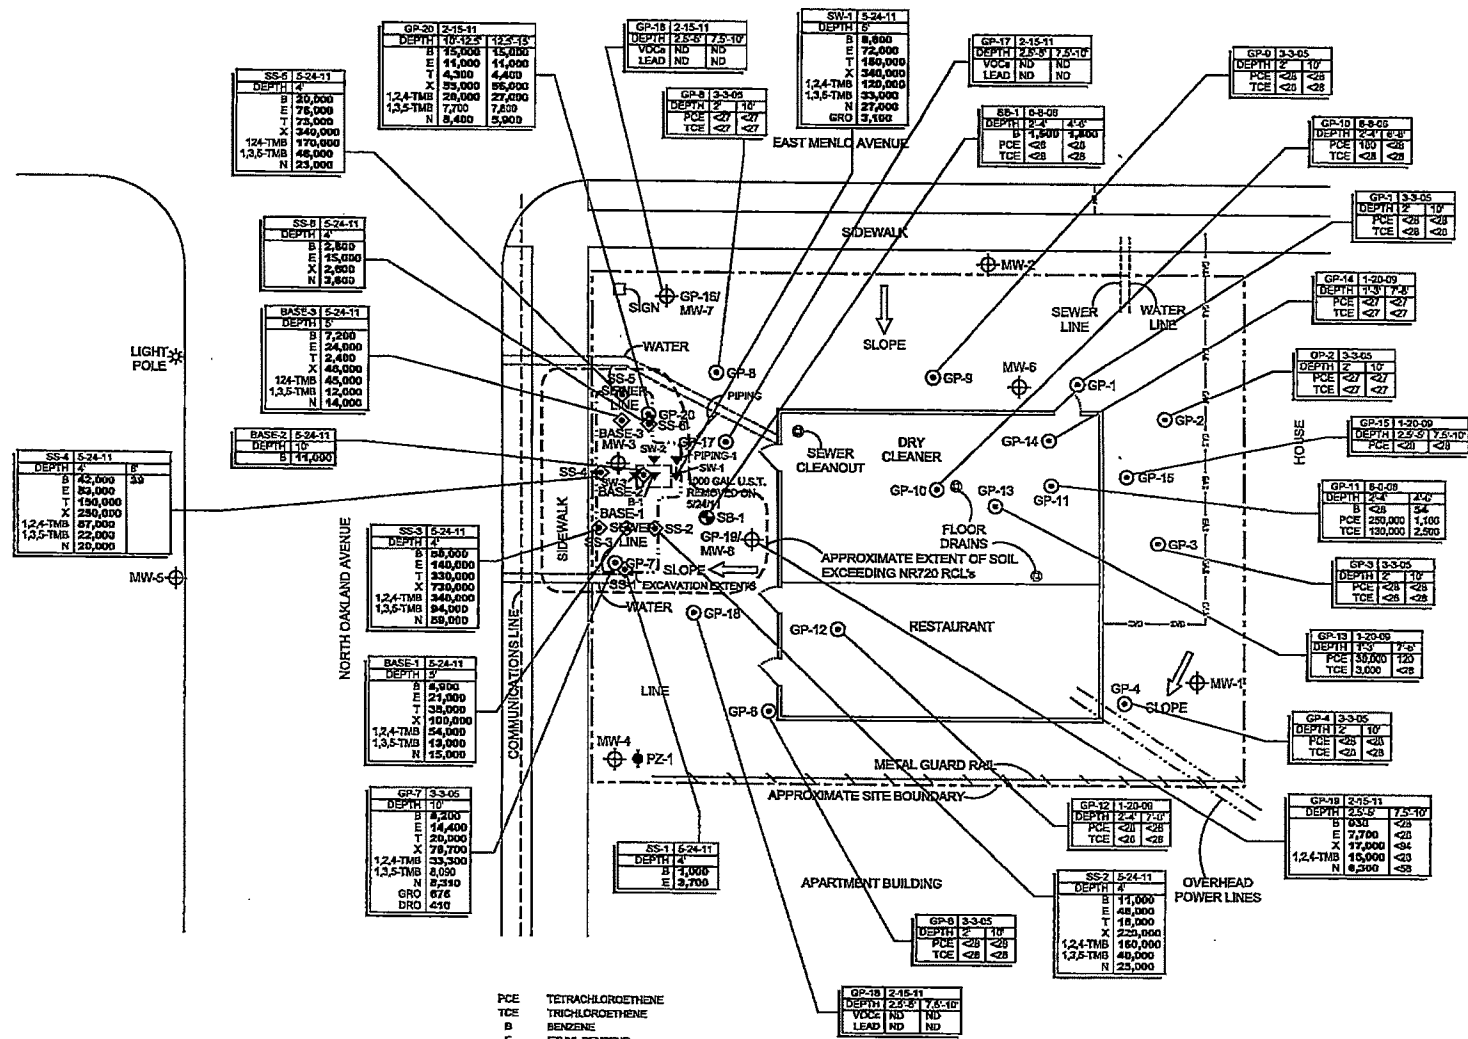 GP-20 2-15-11
DEPTH 10'-12.5' 12.5'-15'
B 15,000 15,000
E 11,000 11,000
T 4,300 4,400
X 53,000 56,000
1,2,4-TMB 28,000 27,000
1,3,5-TMB 7,700 7,800
N 8,400 5,900
GP-16 2-15-11
DEPTH 2.5'-5' 7.5'-10'
VOCs ND ND
LEAD ND ND
SW-1 5-24-11
DEPTH 5'
E 72,000
T 180,000
X 340,000
1,2,4-TMB 120,000
1,3,5-TMB 33,000
N 27,000
GRO 3,100
GP-17 2-15-11
DEPTH 2.5'-5' 7.5'-10'
VOCs ND ND
LEAD ND ND
GP-9 3-3-05
DEPTH 2' 10'
PCE <28 <28
TCE <28 <28
SS-5 5-24-11
DEPTH 4'
B 20,000
E 76,000
T 73,000
X 340,000
124-TMB 170,000
1,3,5-TMB 46,000
N 23,000
GP-8 3-3-05
DEPTH 2' 10'
PCE <27 <27
TCE <27 <27
SB-1 6-8-06
DEPTH 2'-4' 4'-6'
B 1,500 1,800
PCE <28 <28
TCE <28 <28
GP-10
DEPTH 2'-4' 6'-8'
PCE 180 <28
TCE <28 <28
EAST MENLO AVENUE
GP-1 3-3-05
DEPTH 2' 10'
PCE <28 <28
TCE <28 <28
SS-6 5-24-11
DEPTH 4'
B 2,800
E 15,000
X 2,600
N 3,600
SIDEWALK
MW-2
GP-14 1-20-09
DEPTH 1'-3' 7'-8'
PCE <27 <27
TCE <27 <27
SIGN
GP-16/
MW-7
SEWER
LINE
WATER
LINE
SLOPE
BASE-3 5-24-11
DEPTH 5'
B 7,200
E 24,000
T 2,400
X 48,000
124-TMB 45,000
1,3,5-TMB 12,000
N 14,000
LIGHT
POLE
WATER
GP-2 3-3-05
DEPTH 2' 10'
PCE <27 <27
TCE <27 <27
SS-5
SEWER
LINE
GP-8
GP-9
MW-6
GP-1
PIPING
GP-20
SS-6
BASE-3
MW-3
GP-2
GP-15 1-20-09
DEPTH 2.5'-5' 7.5'-10'
PCE <28 <28
BASE-2 5-24-11
DEPTH 10'
B 11,000
SW-2
GP-17
PIPING-1
SW-1
SEWER
CLEANOUT
DRY
CLEANER
GP-14
HOUSE
SS-4 5-24-11
DEPTH 4' 8'
B 42,000 39
E 83,000
T 150,000
X 250,000
1,2,4-TMB 87,000
1,3,5-TMB 22,000
N 20,000
SS-4
SW-3
BASE-2
B-1
1000 GAL. U.S.T.
REMOVED ON
5/24/11
GP-10
GP-13
GP-11
GP-15
GP-11
DEPTH 2'-4' 4'-6'
B <28 54
PCE 250,000 1,100
TCE 130,000 2,500
BASE-1
SB-1
SS-3
SEWER
LINE
SS-2
GP-19/
MW-8
FLOOR
DRAINS
GP-3
SIDEWALK
NORTH OAKLAND AVENUE
SS-3 5-24-11
DEPTH 4'
B 58,000
E 140,000
T 330,000
X 730,000
1,2,4-TMB 340,000
1,3,5-TMB 94,000
N 59,000
APPROXIMATE EXTENT OF SOIL
EXCEEDING NR720 RCL's
MW-5
GP-7
SS-1
SLOPE
EXCAVATION EXTENTS
GP-3 3-3-05
DEPTH 2' 10'
PCE <28 <28
TCE <28 <28
WATER
GP-18
GP-12
RESTAURANT
GP-13 1-20-09
DEPTH 1'-3' 7'-8'
PCE 30,000 120
TCE 3,000 <28
BASE-1 5-24-11
DEPTH 5'
B 4,900
E 21,000
T 38,000
X 100,000
1,2,4-TMB 54,000
1,3,5-TMB 13,000
N 15,000
COMMUNICATIONS LINE
LINE
GP-6
GP-4
MW-1
SLOPE
GP-4 3-3-05
DEPTH 2' 10'
PCE <28 <28
TCE <28 <28
MW-4
PZ-1
METAL GUARD RAIL
APPROXIMATE SITE BOUNDARY
GP-7 3-3-05
DEPTH 10'
B 8,200
E 14,400
T 20,000
X 78,700
1,2,4-TMB 33,300
1,3,5-TMB 8,090
N 8,310
GRO 676
DRO 410
GP-12 1-20-09
DEPTH 2'-4' 7'-8'
PCE <28 <28
TCE <28 <28
GP-19 2-15-11
DEPTH 2.5'-5' 7.5'-10'
B 930 <28
E 7,700 <28
X 17,000 <94
1,2,4-TMB 16,000 <28
N 6,300 <58
SS-1 5-24-11
DEPTH 4'
B 1,000
E 3,700
APARTMENT BUILDING
OVERHEAD
POWER LINES
SS-2 5-24-11
DEPTH 4'
B 11,000
E 48,000
T 18,000
X 220,000
1,2,4-TMB 160,000
1,3,5-TMB 40,000
N 25,000
GP-6 3-3-05
DEPTH 2' 10'
PCE <28 <28
TCE <28 <28
GP-18 2-15-11
DEPTH 2.5'-5' 7.5'-10'
VOCs ND ND
LEAD ND ND
PCE TETRACHLOROETHENE
TCE TRICHLOROETHENE
B BENZENE